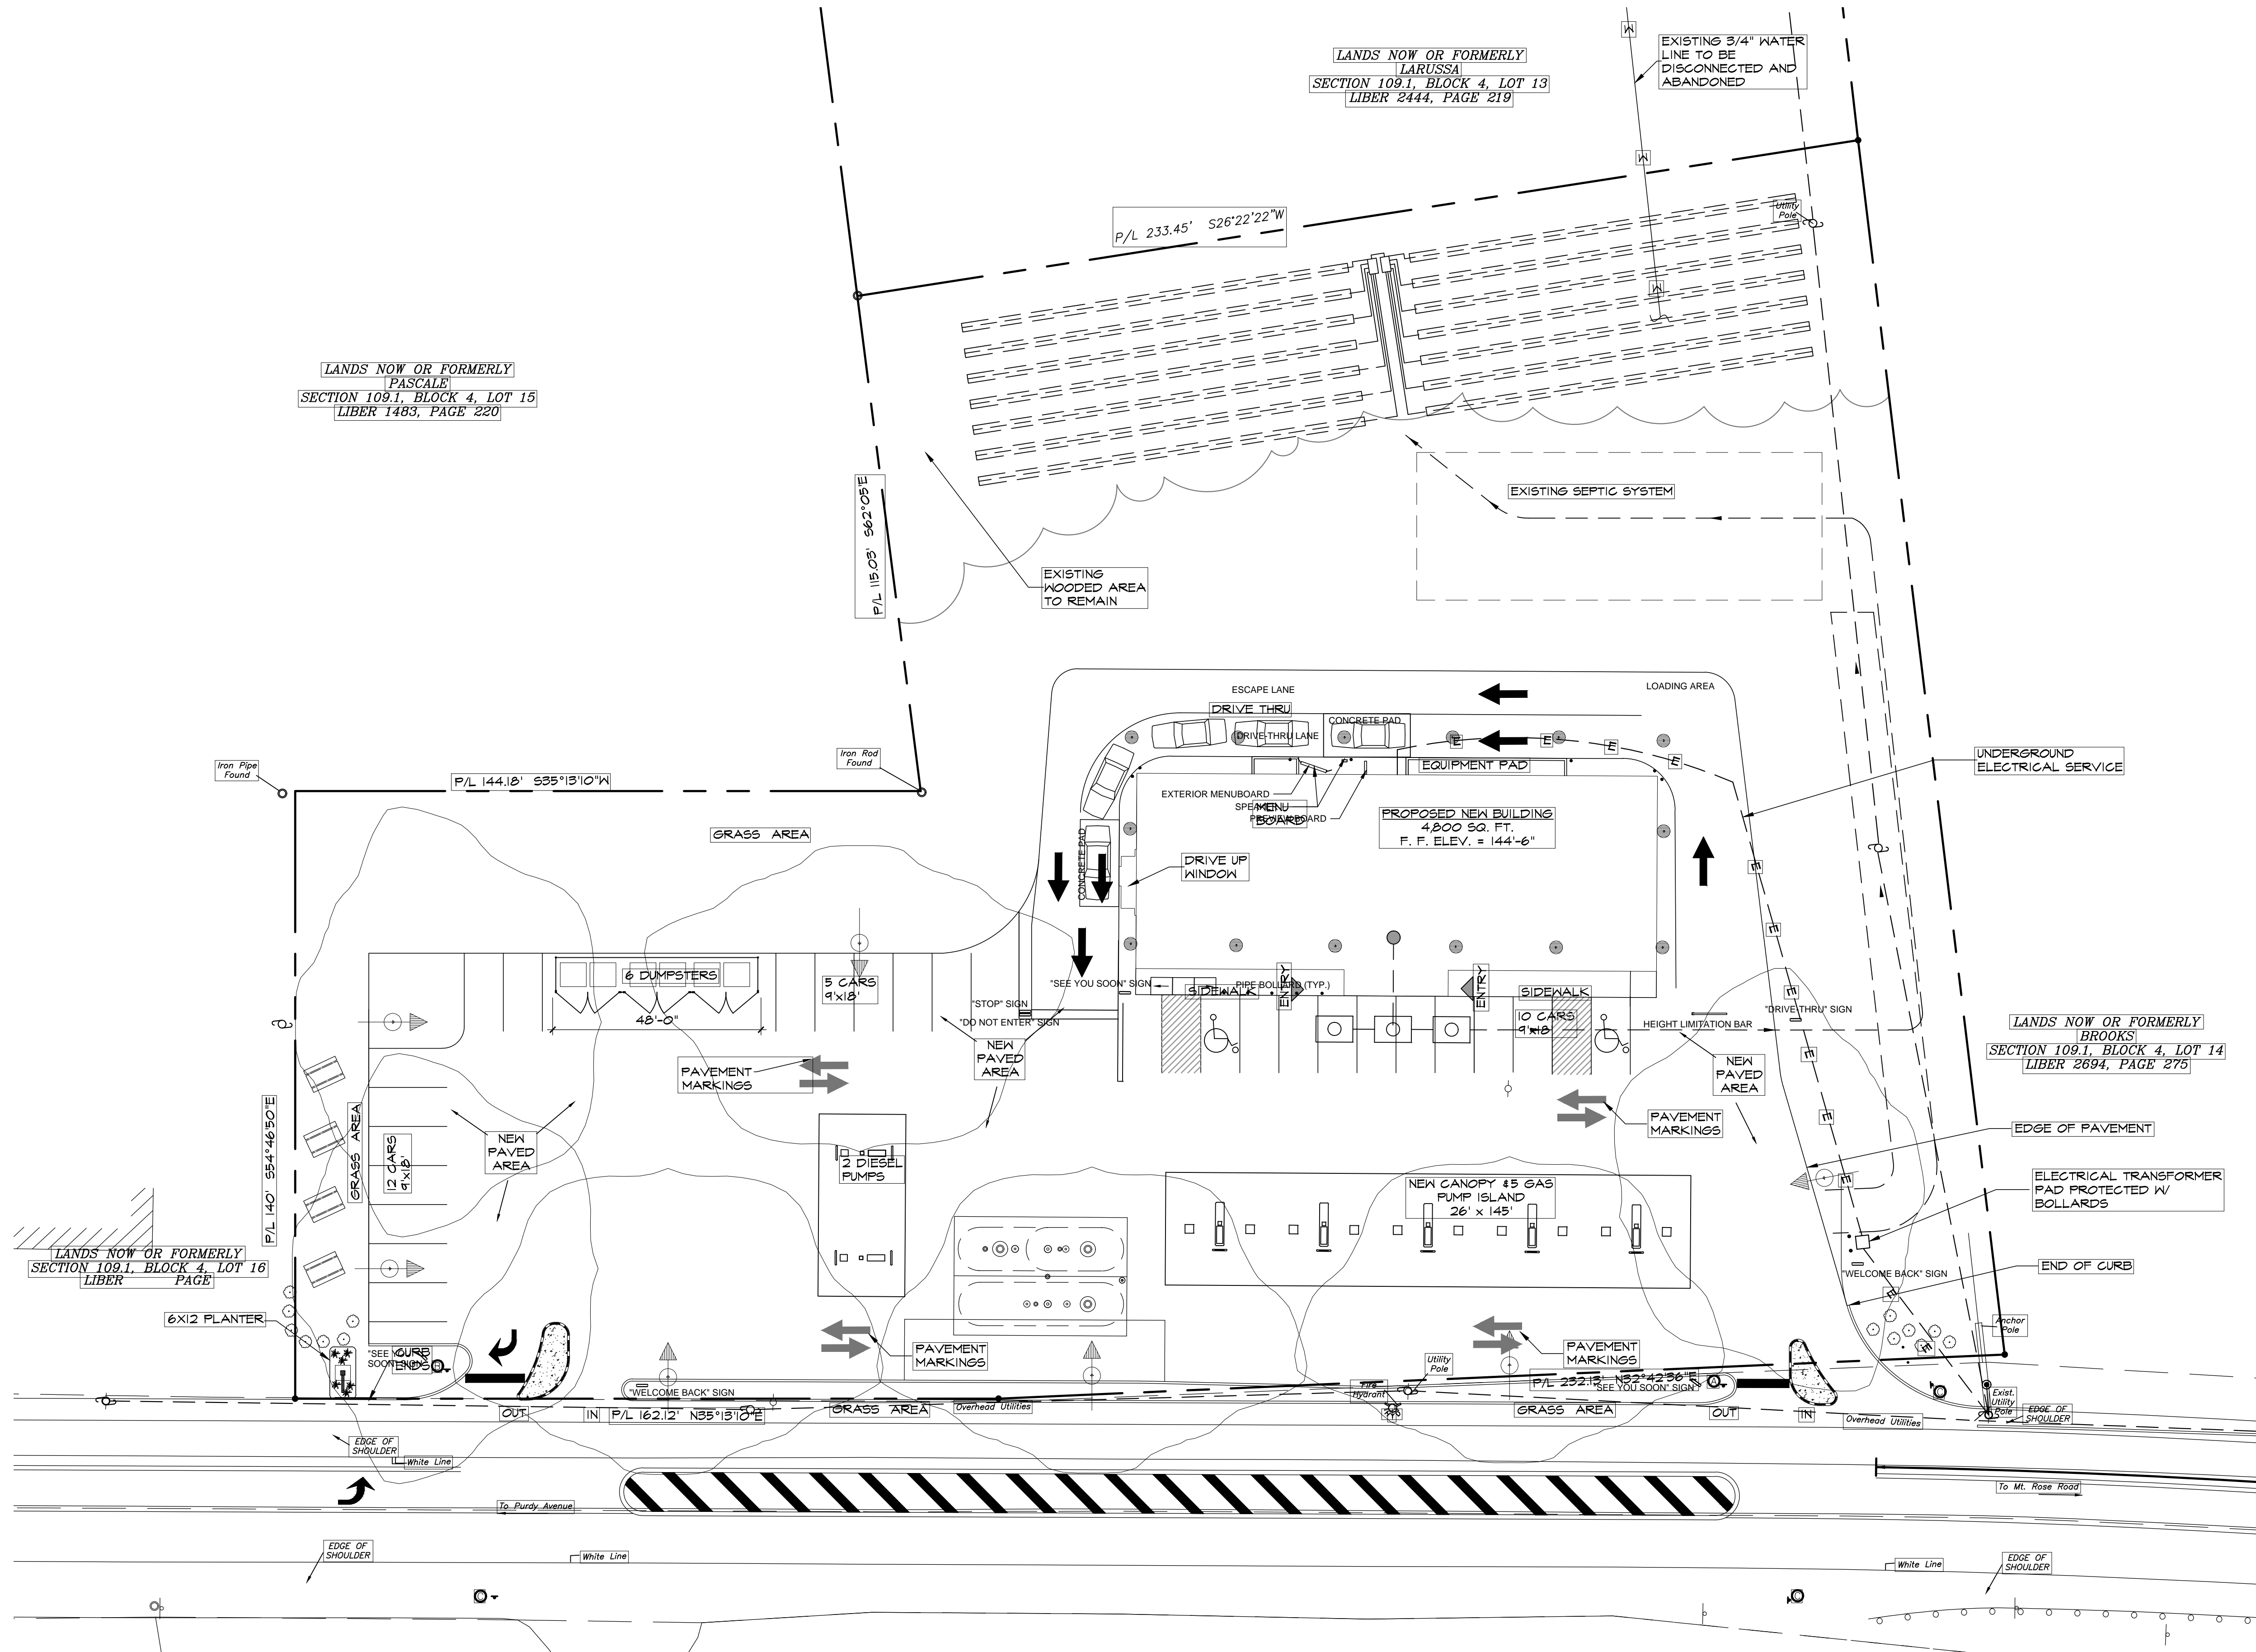 LANDS NOW OR FORMERLY
LARUSSA
SECTION 109.1, BLOCK 4, LOT 13
LIBER 2444, PAGE 219
EXISTING 3/4" WATER
LINE TO BE
DISCONNECTED AND
ABANDONED
W
W
W
P/L 233.45' S26°22'22"W
Utility
Pole
LANDS NOW OR FORMERLY
PASCALE
SECTION 109.1, BLOCK 4, LOT 15
LIBER 1483, PAGE 220
P/L 115.03' S62°05'E
EXISTING SEPTIC SYSTEM
EXISTING
WOODED AREA
TO REMAIN
ESCAPE LANE
LOADING AREA
DRIVE THRU
CONCRETE PAD
DRIVE-THRU LANE
E
E
E
E
EQUIPMENT PAD
UNDERGROUND
ELECTRICAL SERVICE
Iron Pipe
Found
Iron Rod
Found
P/L 144.18' S35°13'10"W
EXTERIOR MENUBOARD
SPEAKER
MENU
BOARD
PREVIEW BOARD
PROPOSED NEW BUILDING
4,800 SQ. FT.
F. F. ELEV. = 144'-6"
GRASS AREA
CONCRETE PAD
DRIVE UP
WINDOW
E
E
E
E
E
E
E
E
6 DUMPSTERS
48'-0"
5 CARS
9'x18'
"SEE YOU SOON" SIGN
PIPE BOLLARD (TYP.)
SIDEWALK
ENTRY
ENTRY
SIDEWALK
"STOP" SIGN
"DO NOT ENTER" SIGN
10 CARS
9'x18'
HEIGHT LIMITATION BAR
"DRIVE-THRU" SIGN
LANDS NOW OR FORMERLY
BROOKS
SECTION 109.1, BLOCK 4, LOT 14
LIBER 2694, PAGE 275
NEW
PAVED
AREA
NEW
PAVED
AREA
PAVEMENT
MARKINGS
PAVEMENT
MARKINGS
P/L 140' S54°46'50"E
GRASS AREA
12 CARS
9'x18'
NEW
PAVED
AREA
EDGE OF PAVEMENT
2 DIESEL
PUMPS
NEW CANOPY & 5 GAS
PUMP ISLAND
26' x 145'
ELECTRICAL TRANSFORMER
PAD PROTECTED W/
BOLLARDS
LANDS NOW OR FORMERLY
SECTION 109.1, BLOCK 4, LOT 16
LIBER PAGE
"WELCOME BACK" SIGN
END OF CURB
6X12 PLANTER
"SEE YOU
SOON" SIGN
CURB
ENDS
PAVEMENT
MARKINGS
PAVEMENT
MARKINGS
Anchor
Pole
Utility
Pole
P/L 232.13' N32°42'36"E
"SEE YOU SOON" SIGN
A
"WELCOME BACK" SIGN
Fire
Hydrant
OUT
IN
P/L 162.12' N35°13'10"E
GRASS AREA
Overhead Utilities
GRASS AREA
OUT
IN
Overhead Utilities
Exist.
Utility
Pole
EDGE OF
SHOULDER
EDGE OF
SHOULDER
White Line
To Purdy Avenue
To Mt. Rose Road
EDGE OF
SHOULDER
White Line
White Line
EDGE OF
SHOULDER